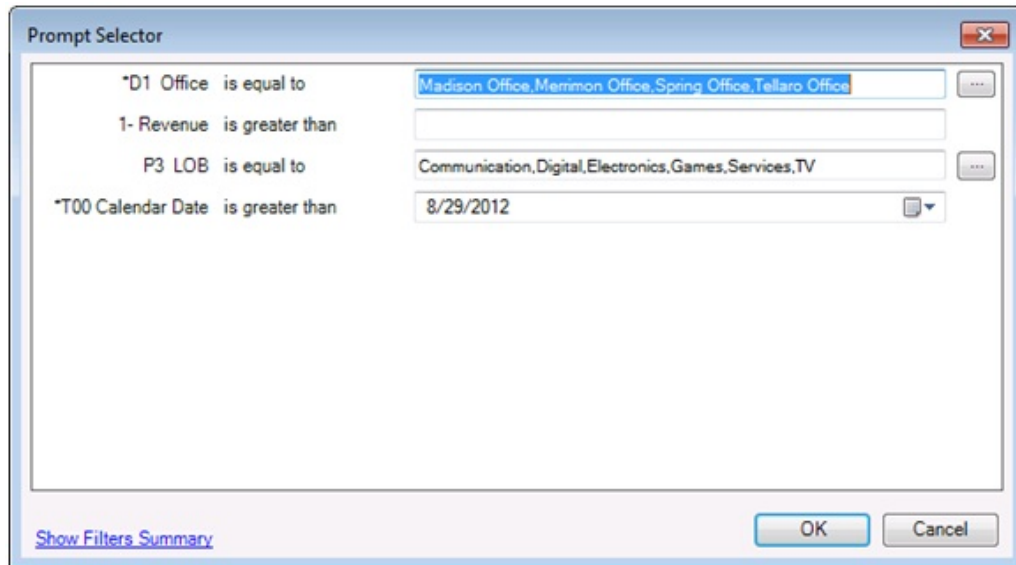 Prompt Selector
*D1 Office is equal to Madison Office,Merrimon Office,Spring Office,Tellaro Office ...
1- Revenue is greater than
P3 LOB is equal to Communication,Digital,Electronics,Games,Services,TV ...
*T00 Calendar Date is greater than 8/29/2012
Show Filters Summary OK Cancel